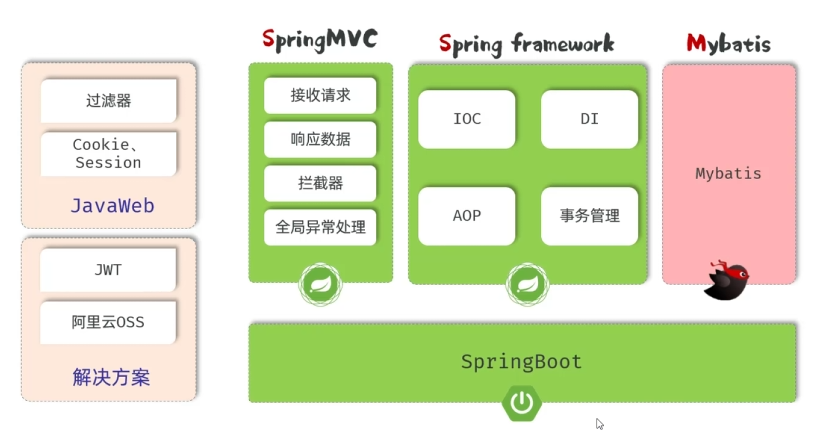 SpringMVC
Spring framework
Mybatis
过滤器
Cookie、
Session
JavaWeb
JWT
阿里云OSS
解决方案
接收请求
响应数据
拦截器
全局异常处理
IOC
DI
AOP
事务管理
Mybatis
SpringBoot